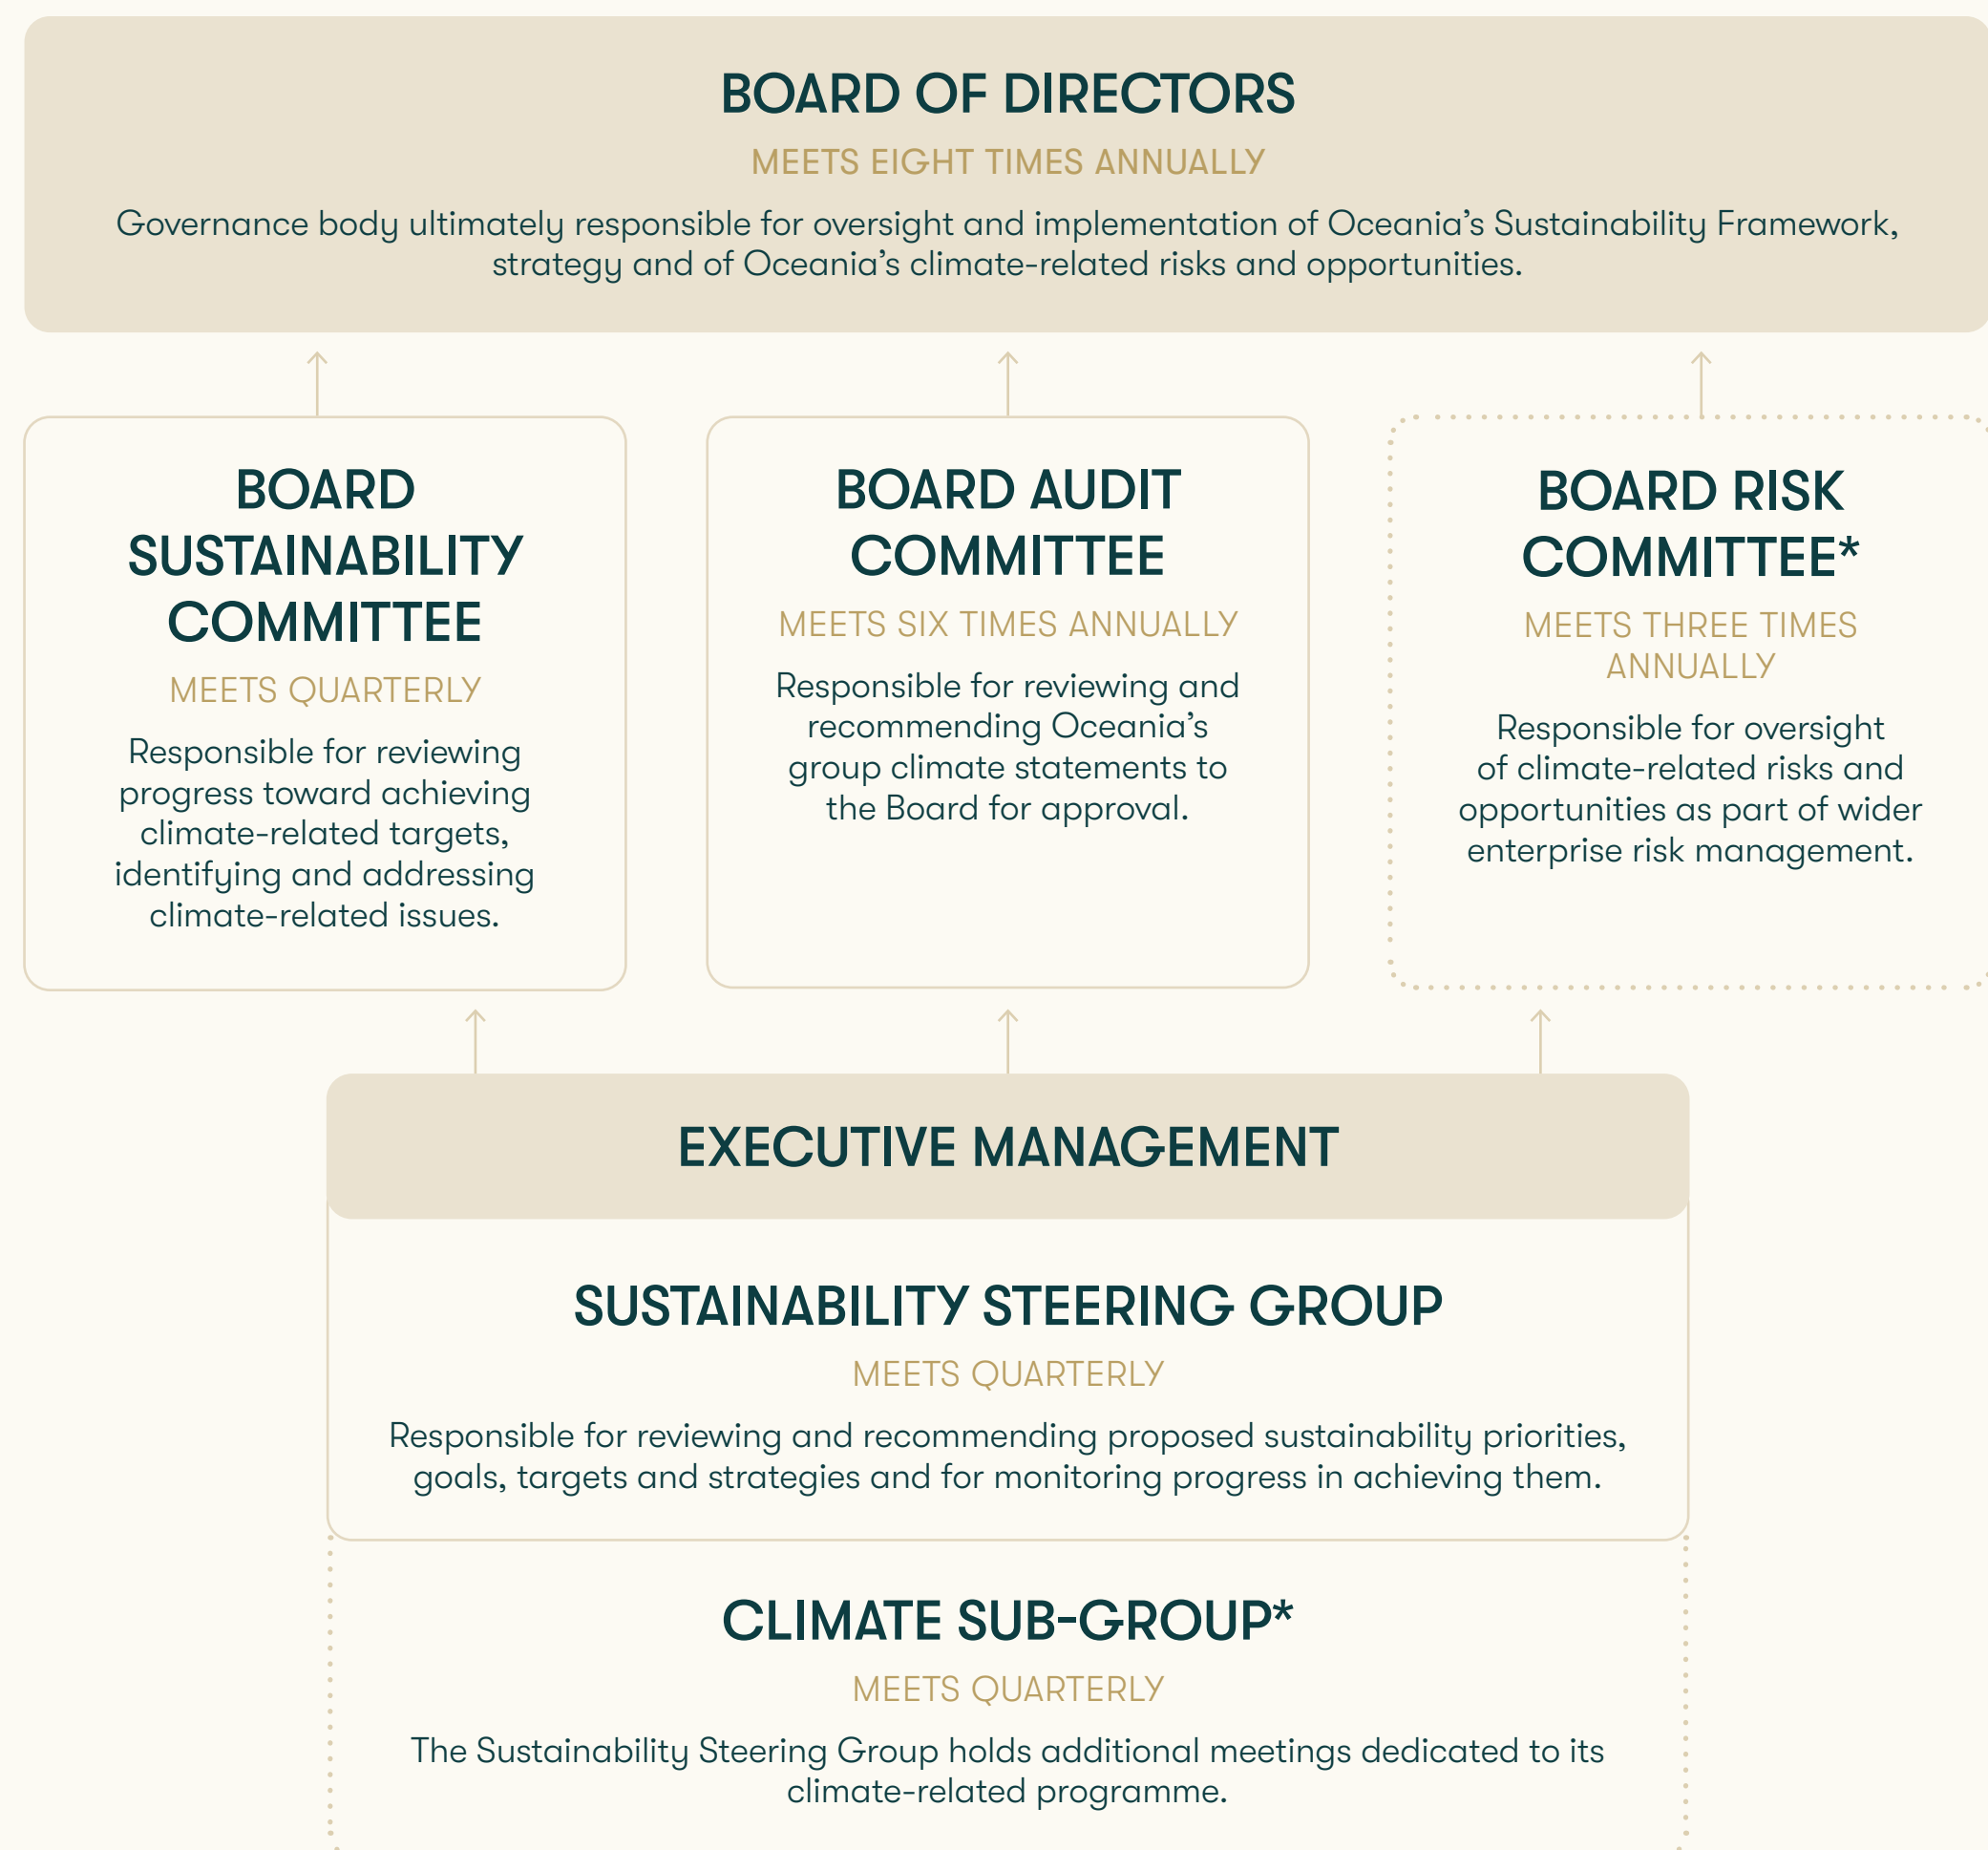 BOARD OF DIRECTORS
MEETS EIGHT TIMES ANNUALLY
Governance body ultimately responsible for oversight and implementation of Oceania’s Sustainability Framework,
strategy and of Oceania’s climate-related risks and opportunities.
BOARD
SUSTAINABILITY
COMMITTEE
MEETS QUARTERLY
Responsible for reviewing
progress toward achieving
climate-related targets,
identifying and addressing
climate-related issues.
BOARD AUDIT
COMMITTEE
MEETS SIX TIMES ANNUALLY
Responsible for reviewing and
recommending Oceania’s
group climate statements to
the Board for approval.
BOARD RISK
COMMITTEE*
MEETS THREE TIMES
ANNUALLY
Responsible for oversight
of climate-related risks and
opportunities as part of wider
enterprise risk management.
EXECUTIVE MANAGEMENT
SUSTAINABILITY STEERING GROUP
MEETS QUARTERLY
Responsible for reviewing and recommending proposed sustainability priorities,
goals, targets and strategies and for monitoring progress in achieving them.
CLIMATE SUB-GROUP*
MEETS QUARTERLY
The Sustainability Steering Group holds additional meetings dedicated to its
climate-related programme.